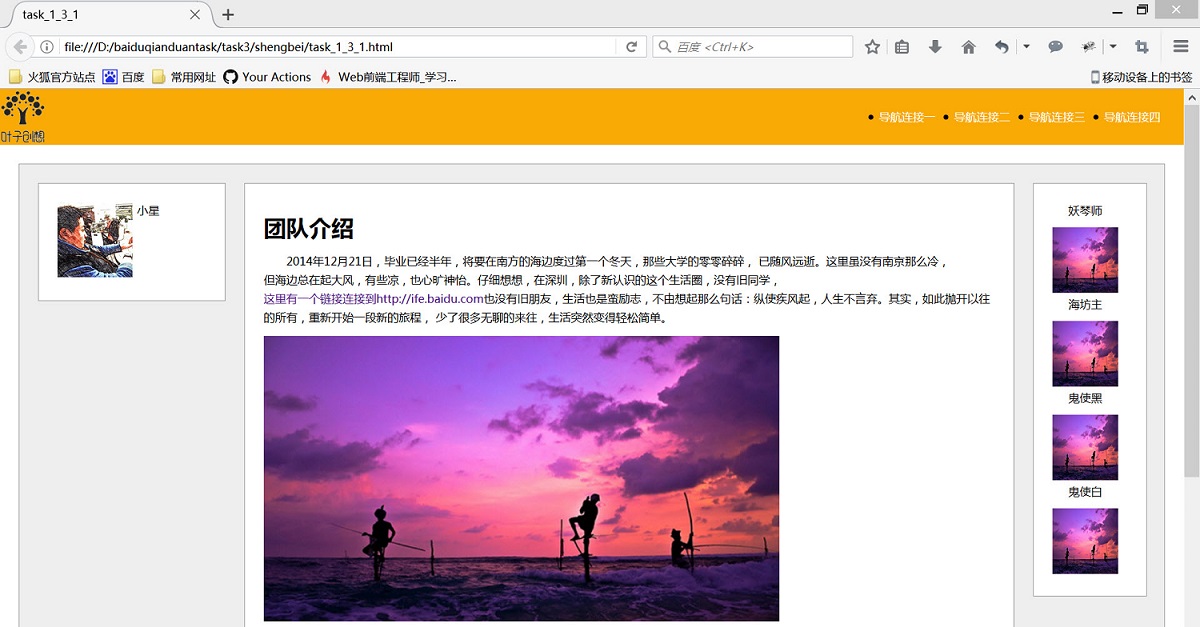 task_1_3_1
file:///D:/baiduqianduantask/task3/shengbei/task_1_3_1.html
百度 <Ctrl+K>
火狐官方站点 百度 常用网址 Your Actions Web前端工程师_学习... 移动设备上的书签
叶子创想
导航连接一 导航连接二 导航连接三 导航连接四
小星
团队介绍
2014年12月21日，毕业已经半年，将要在南方的海边度过第一个冬天，那些大学的零零碎碎， 已随风远逝。这里虽没有南京那么冷，
但海边总在起大风，有些凉，也心旷神怡。仔细想想，在深圳，除了新认识的这个生活圈，没有旧同学，
这里有一个链接连接到http://ife.baidu.com也没有旧朋友，生活也是蛮励志，不由想起那么句话：纵使疾风起，人生不言弃。其实，如此抛开以往
的所有，重新开始一段新的旅程， 少了很多无聊的来往，生活突然变得轻松简单。
妖琴师
海坊主
鬼使黑
鬼使白